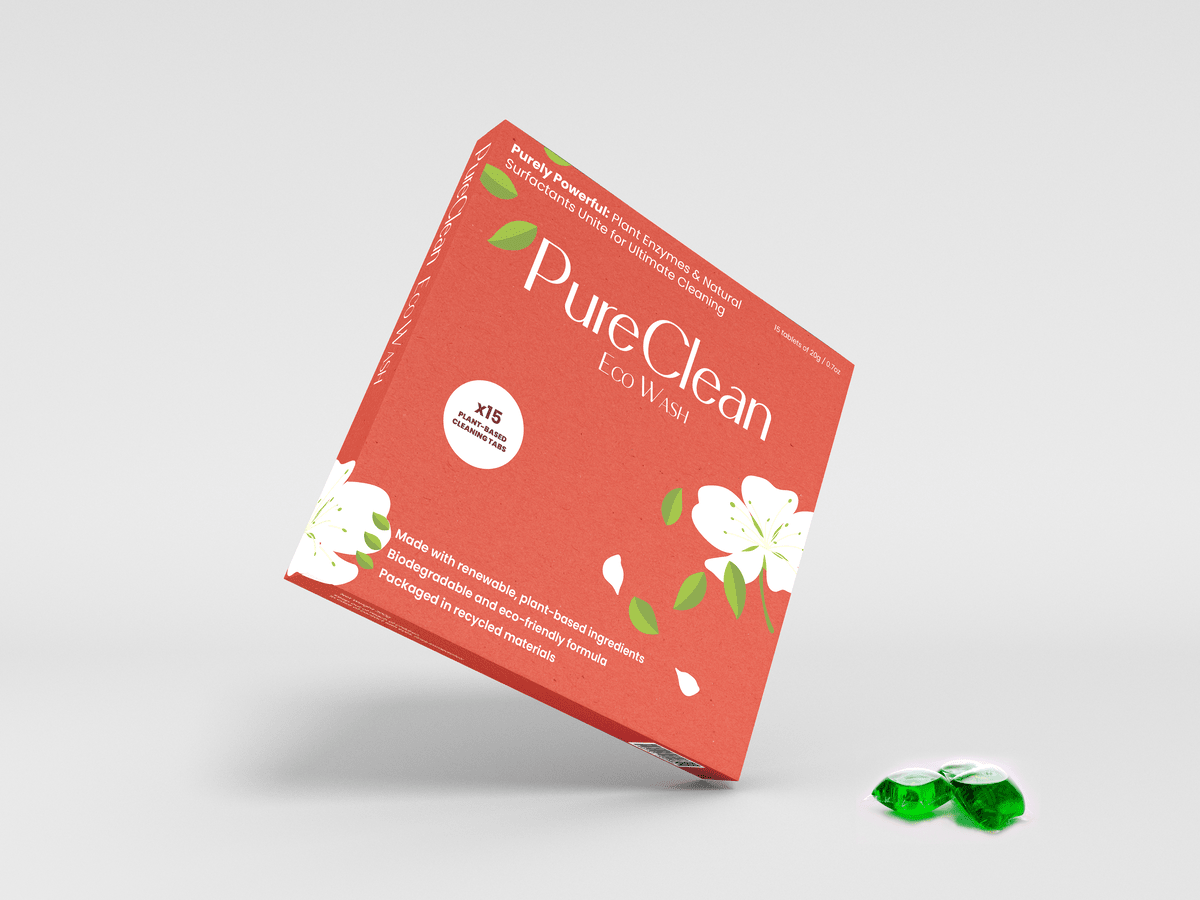 Purely Powerful: Plant Enzymes & Natural
Surfactants Unite for Ultimate Cleaning
15 tablets of 20g / 0.7oz
PureClean
Eco Wash
PureClean Eco Wash
x15
PLANT-BASED
CLEANING TABS
Made with renewable, plant-based ingredients
Biodegradable and eco-friendly formula
Packaged in recycled materials